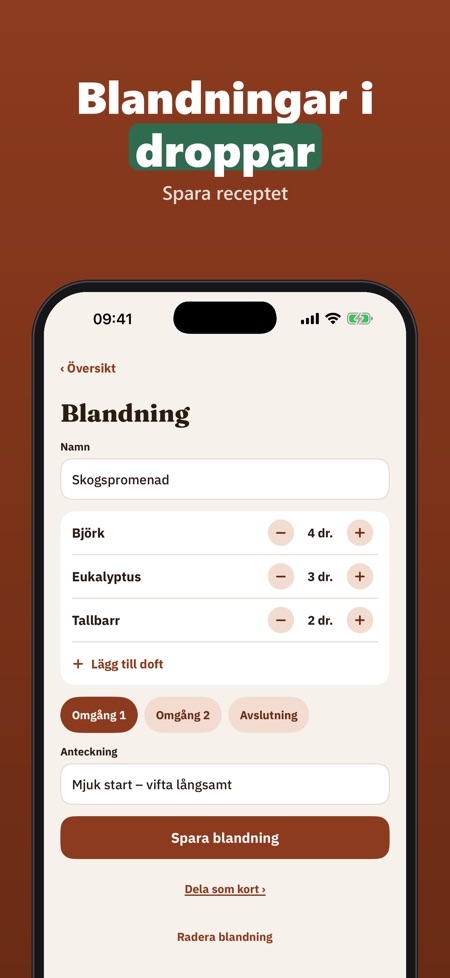 Blandningar i
droppar
Spara receptet
09:41
‹ Översikt
Blandning
Namn
Skogspromenad
Björk − 4 dr. +
Eukalyptus − 3 dr. +
Tallbarr − 2 dr. +
+ Lägg till doft
Omgång 1 Omgång 2 Avslutning
Anteckning
Mjuk start – vifta långsamt
Spara blandning
Dela som kort ›
Radera blandning